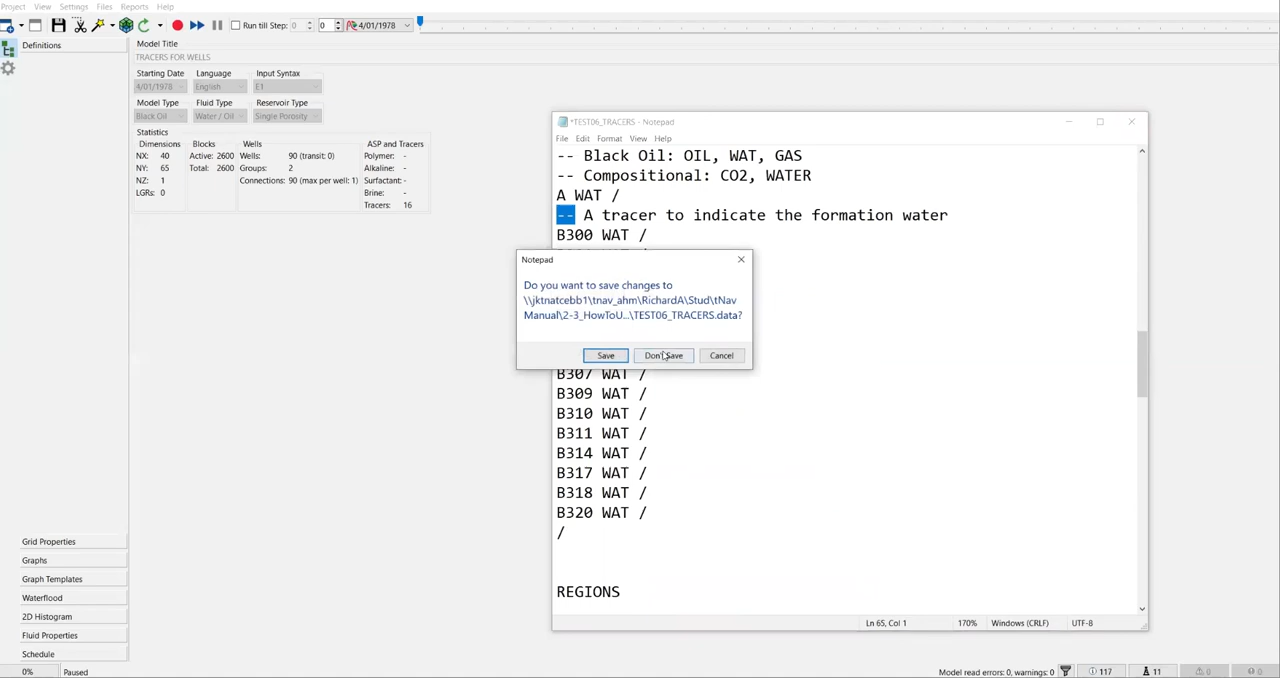 Project View Settings Files Reports Help
Run till Step: 0 0 4/01/1978
Definitions
Model Title
TRACERS FOR WELLS
Starting Date Language Input Syntax
4/01/1978 English E1
Model Type Fluid Type Reservoir Type
Black Oil Water / Oil Single Porosity
Statistics
Dimensions Blocks Wells ASP and Tracers
NX: 40 Active: 2600 Wells: 90 (transit: 0) Polymer: -
NY: 65 Total: 2600 Groups: 2 Alkaline: -
NZ: 1 Connections: 90 (max per well: 1) Surfactant: -
LGRs: 0 Brine: -
Tracers: 16
*TEST06_TRACERS - Notepad
File Edit Format View Help
-- Black Oil: OIL, WAT, GAS
-- Compositional: CO2, WATER
A WAT /
-- A tracer to indicate the formation water
B300 WAT /
Notepad
Do you want to save changes to
\\jktnatcebb1\tnav_ahm\RichardA\Stud\tNav
Manual\2-3_HowToU...\TEST06_TRACERS.data?
Save Don't Save Cancel
B307 WAT /
B309 WAT /
B310 WAT /
B311 WAT /
B314 WAT /
B317 WAT /
B318 WAT /
B320 WAT /
/
REGIONS
Ln 65, Col 1 170% Windows (CRLF) UTF-8
Grid Properties
Graphs
Graph Templates
Waterflood
2D Histogram
Fluid Properties
Schedule
0% Paused Model read errors: 0, warnings: 0 117 11 0 0